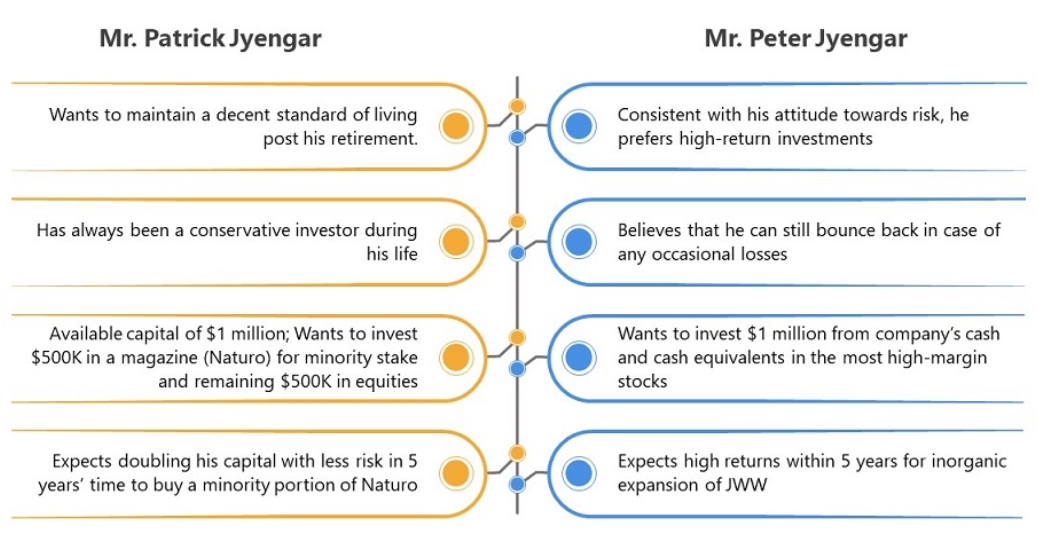 Mr. Patrick Jyengar
Mr. Peter Jyengar
Wants to maintain a decent standard of living
post his retirement.
Consistent with his attitude towards risk, he
prefers high-return investments
Has always been a conservative investor during
his life
Believes that he can still bounce back in case of
any occasional losses
Available capital of $1 million; Wants to invest
$500K in a magazine (Naturo) for minority stake
and remaining $500K in equities
Wants to invest $1 million from company's cash
and cash equivalents in the most high-margin
stocks
Expects doubling his capital with less risk in 5
years' time to buy a minority portion of Naturo
Expects high returns within 5 years for inorganic
expansion of JWW